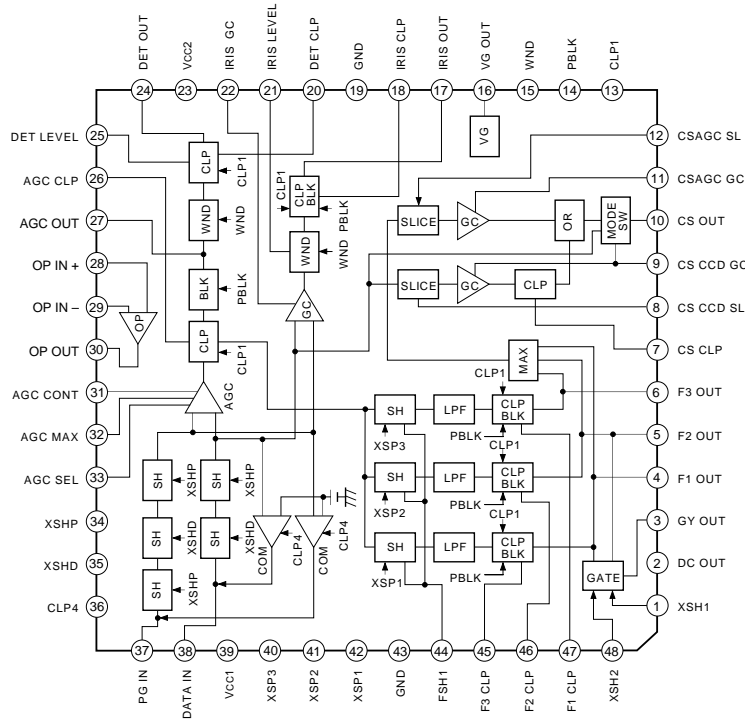 DET OUT
VCC2
IRIS GC
IRIS LEVEL
DET CLP
GND
IRIS CLP
IRIS OUT
VG OUT
WND
PBLK
CLP1
24
23
22
21
20
19
18
17
16
15
14
13
DET LEVEL
25
AGC CLP
26
AGC OUT
27
OP IN +
28
OP IN –
29
OP OUT
30
AGC CONT
31
AGC MAX
32
AGC SEL
33
XSHP
34
XSHD
35
CLP4
36
12
CSAGC SL
11
CSAGC GC
10
CS OUT
9
CS CCD GC
8
CS CCD SL
7
CS CLP
6
F3 OUT
5
F2 OUT
4
F1 OUT
3
GY OUT
2
DC OUT
1
XSH1
VG
CLP
CLP1
WND
WND
BLK
PBLK
CLP
CLP1
AGC
OP
CLP1
CLP
BLK
PBLK
WND
WND
GC
SLICE
GC
OR
MODE
SW
SLICE
GC
CLP
MAX
CLP1
SH
LPF
CLP
BLK
XSP3
PBLK
CLP1
SH
LPF
CLP
BLK
XSP2
PBLK
CLP1
SH
LPF
CLP
BLK
XSP1
PBLK
GATE
SH
XSHP
SH
XSHP
SH
XSHD
SH
XSHD
SH
XSHP
COM
CLP4
COM
CLP4
37
38
39
40
41
42
43
44
45
46
47
48
PG IN
DATA IN
VCC1
XSP3
XSP2
XSP1
GND
FSH1
F3 CLP
F2 CLP
F1 CLP
XSH2